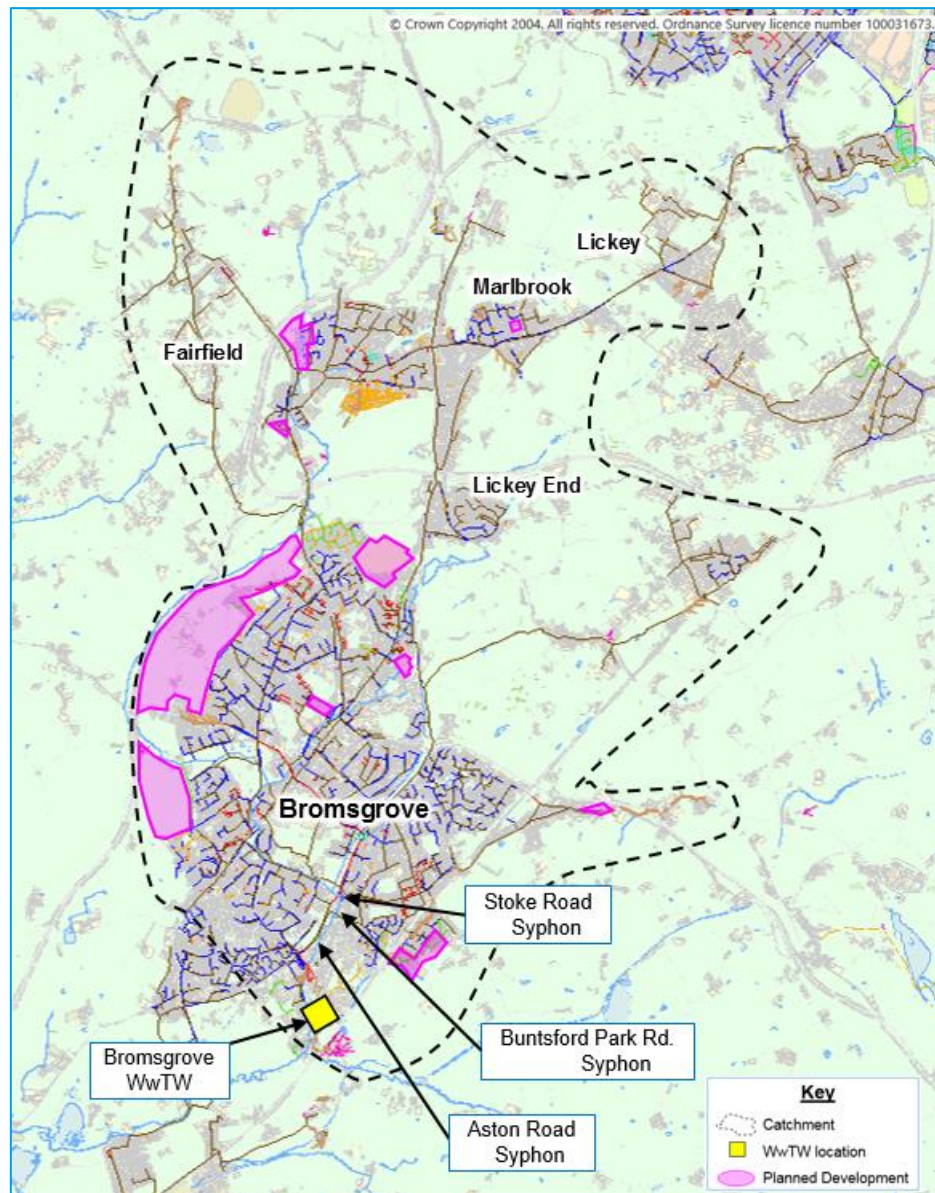 © Crown Copyright 2004. All rights reserved. Ordnance Survey licence number 100031673.
Lickey
Marlbrook
Fairfield
Lickey End
Bromsgrove
Stoke Road
Syphon
Buntsford Park Rd.
Syphon
Bromsgrove
WwTW
Aston Road
Syphon
Key
Catchment
WwTW location
Planned Development